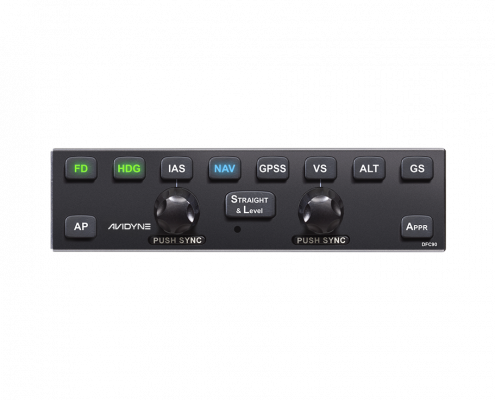 FD HDG IAS NAV GPSS VS ALT GS
STRAIGHT
& LEVEL
AP AVIDYNE APPR
PUSH SYNC PUSH SYNC
DFC90